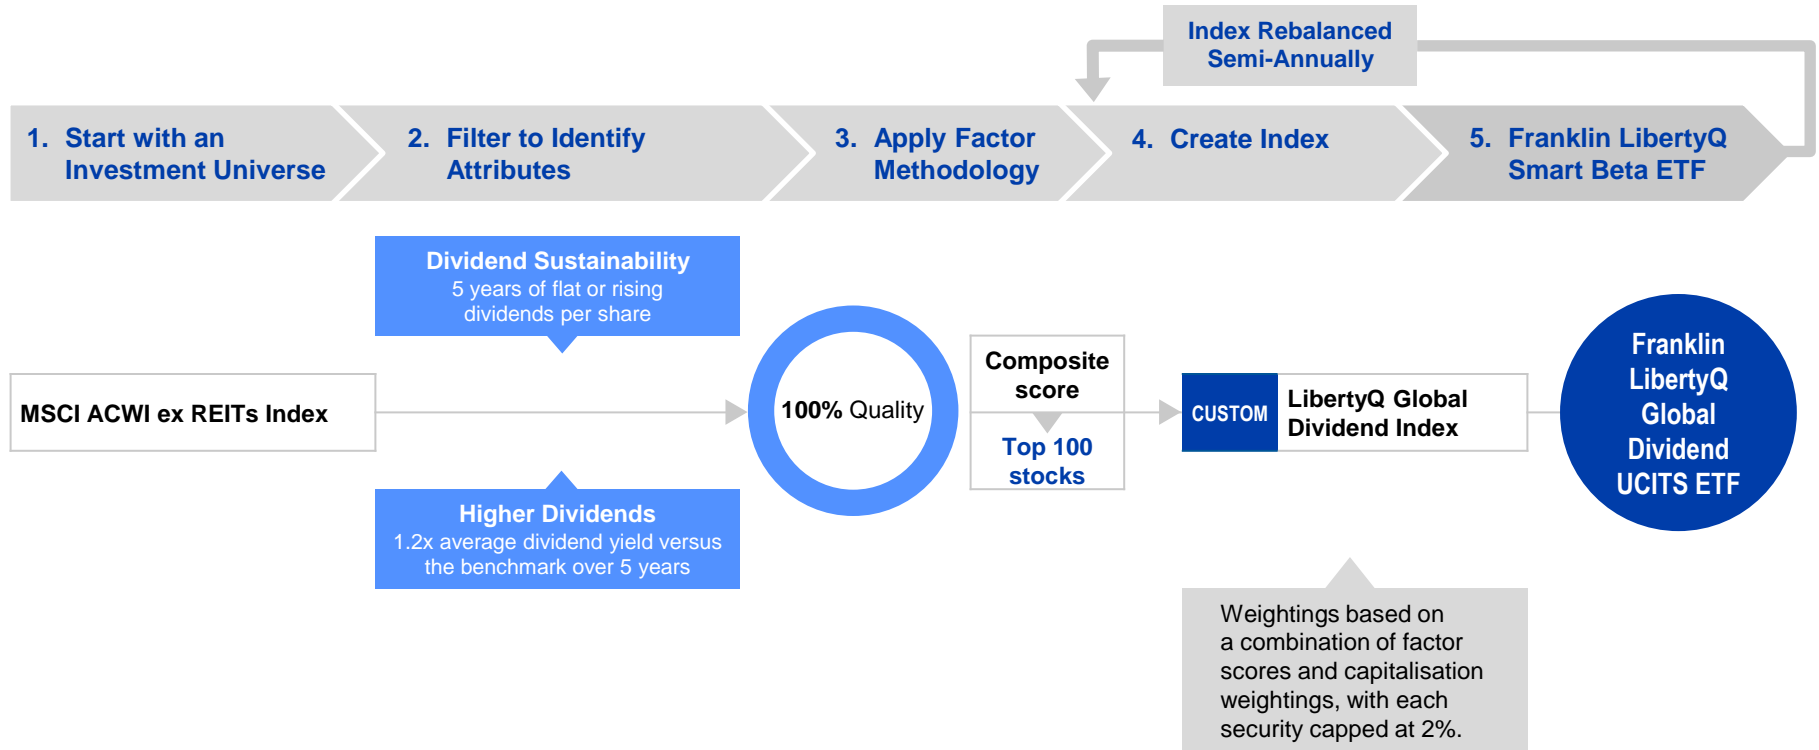 Index Rebalanced
Semi-Annually
1. Start with an
Investment Universe
2. Filter to Identify
Attributes
3. Apply Factor
Methodology
4. Create Index
5. Franklin LibertyQ
Smart Beta ETF
Dividend Sustainability
5 years of flat or rising
dividends per share
MSCI ACWI ex REITs Index
Higher Dividends
1.2x average dividend yield versus
the benchmark over 5 years
100% Quality
Composite
score
Top 100
stocks
CUSTOM
LibertyQ Global
Dividend Index
Franklin
LibertyQ
Global
Dividend
UCITS ETF
Weightings based on
a combination of factor
scores and capitalisation
weightings, with each
security capped at 2%.